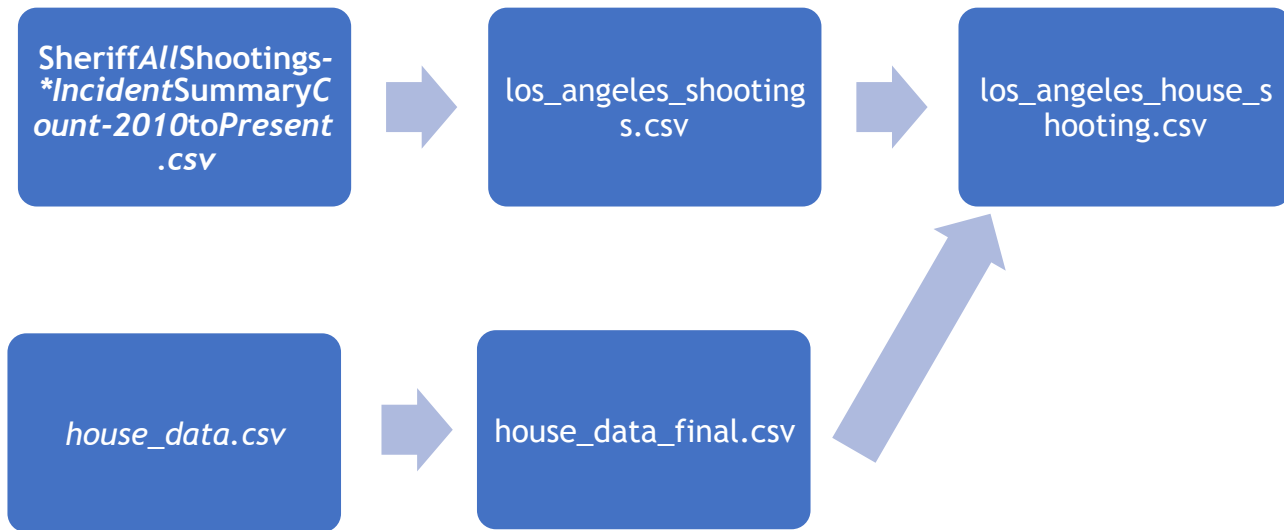 SheriffAllShootings-
*IncidentSummaryC
ount-2010toPresent
.csv
los_angeles_shooting
s.csv
los_angeles_house_s
hooting.csv
house_data.csv
house_data_final.csv